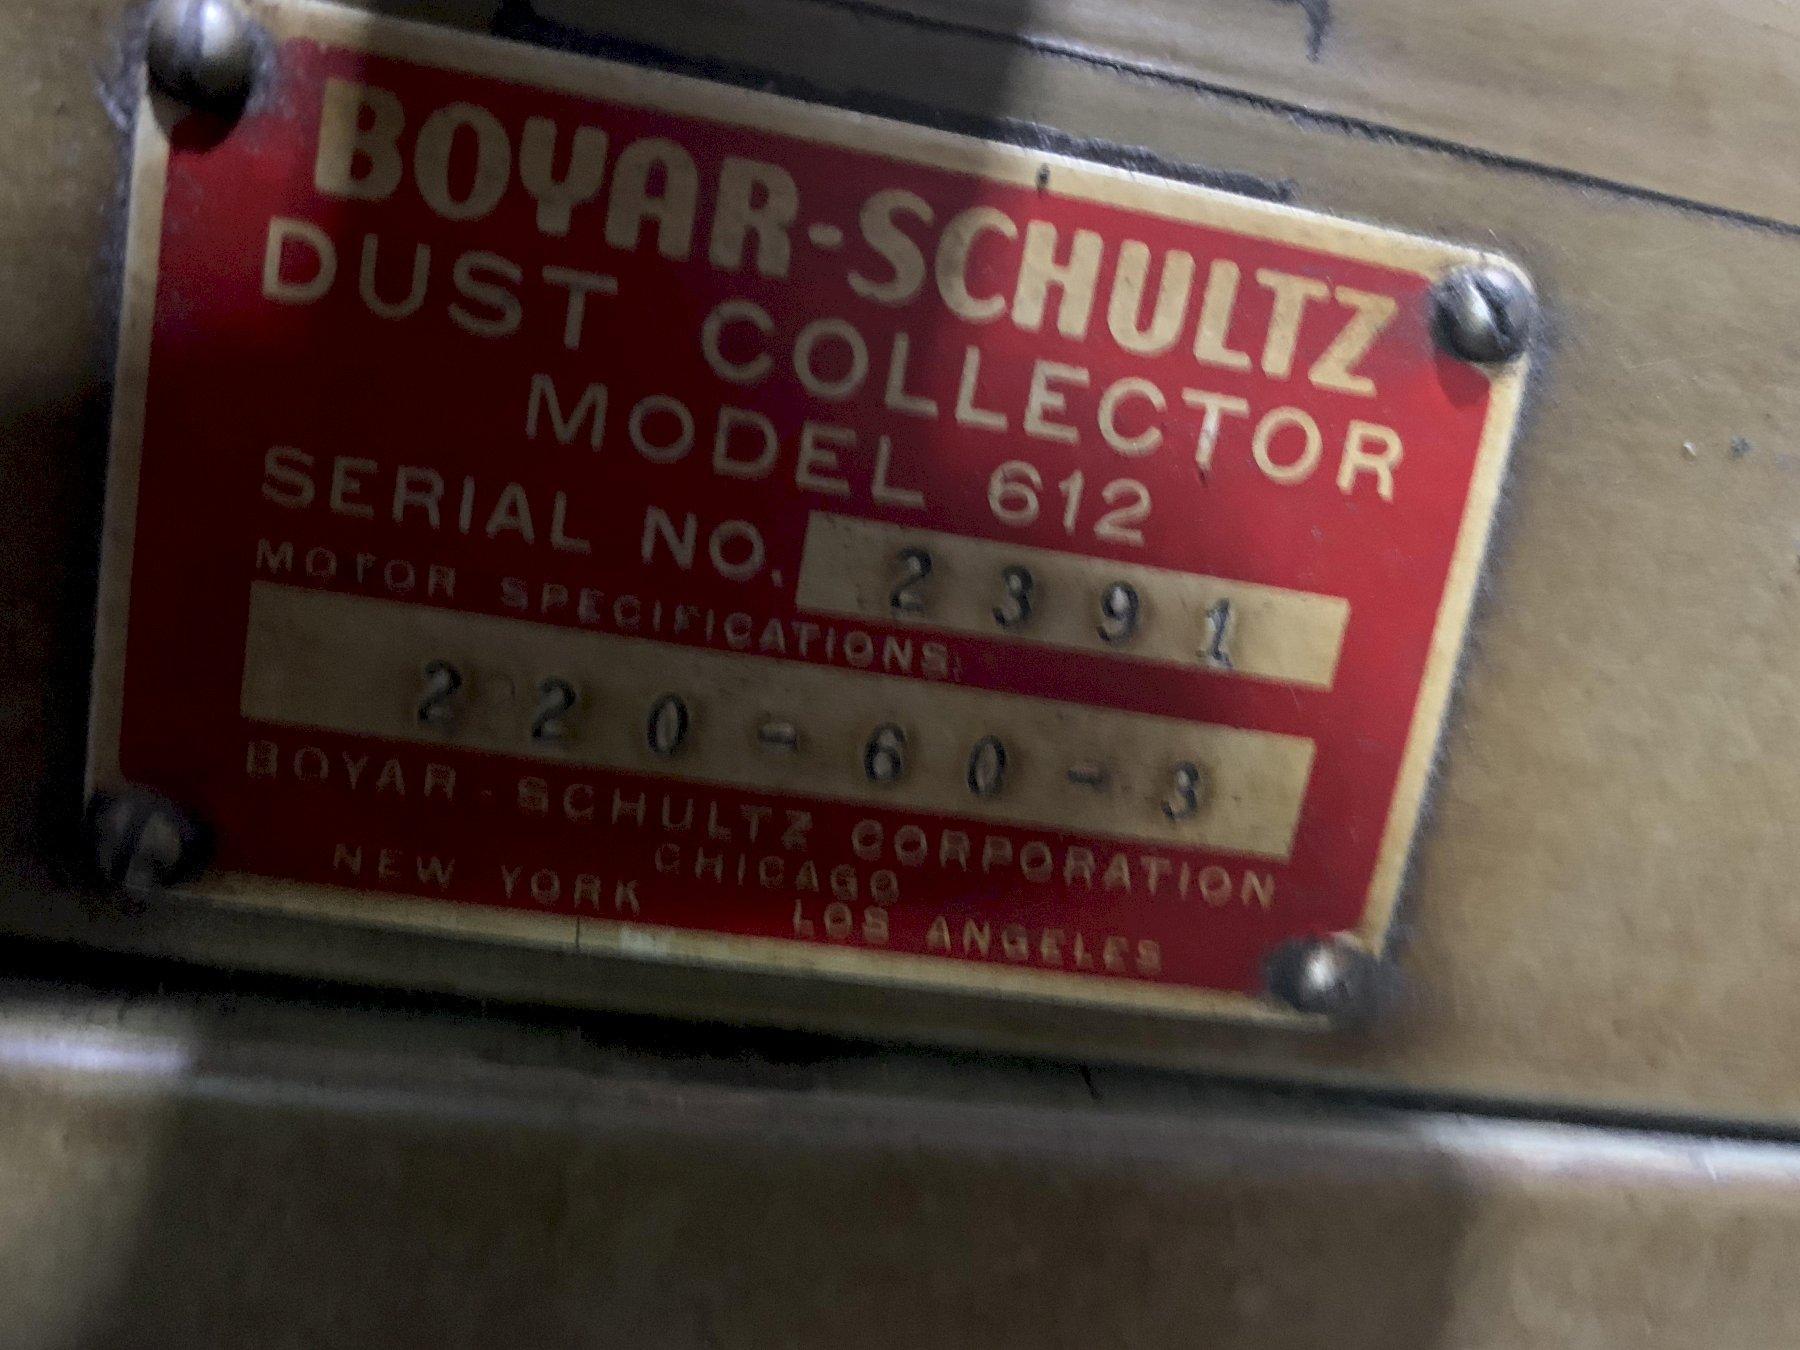 BOYAR-SCHULTZ
DUST COLLECTOR
MODEL 612
SERIAL NO. 2391
MOTOR SPECIFICATIONS:
220-60-3
BOYAR-SCHULTZ CORPORATION
CHICAGO
NEW YORK LOS ANGELES